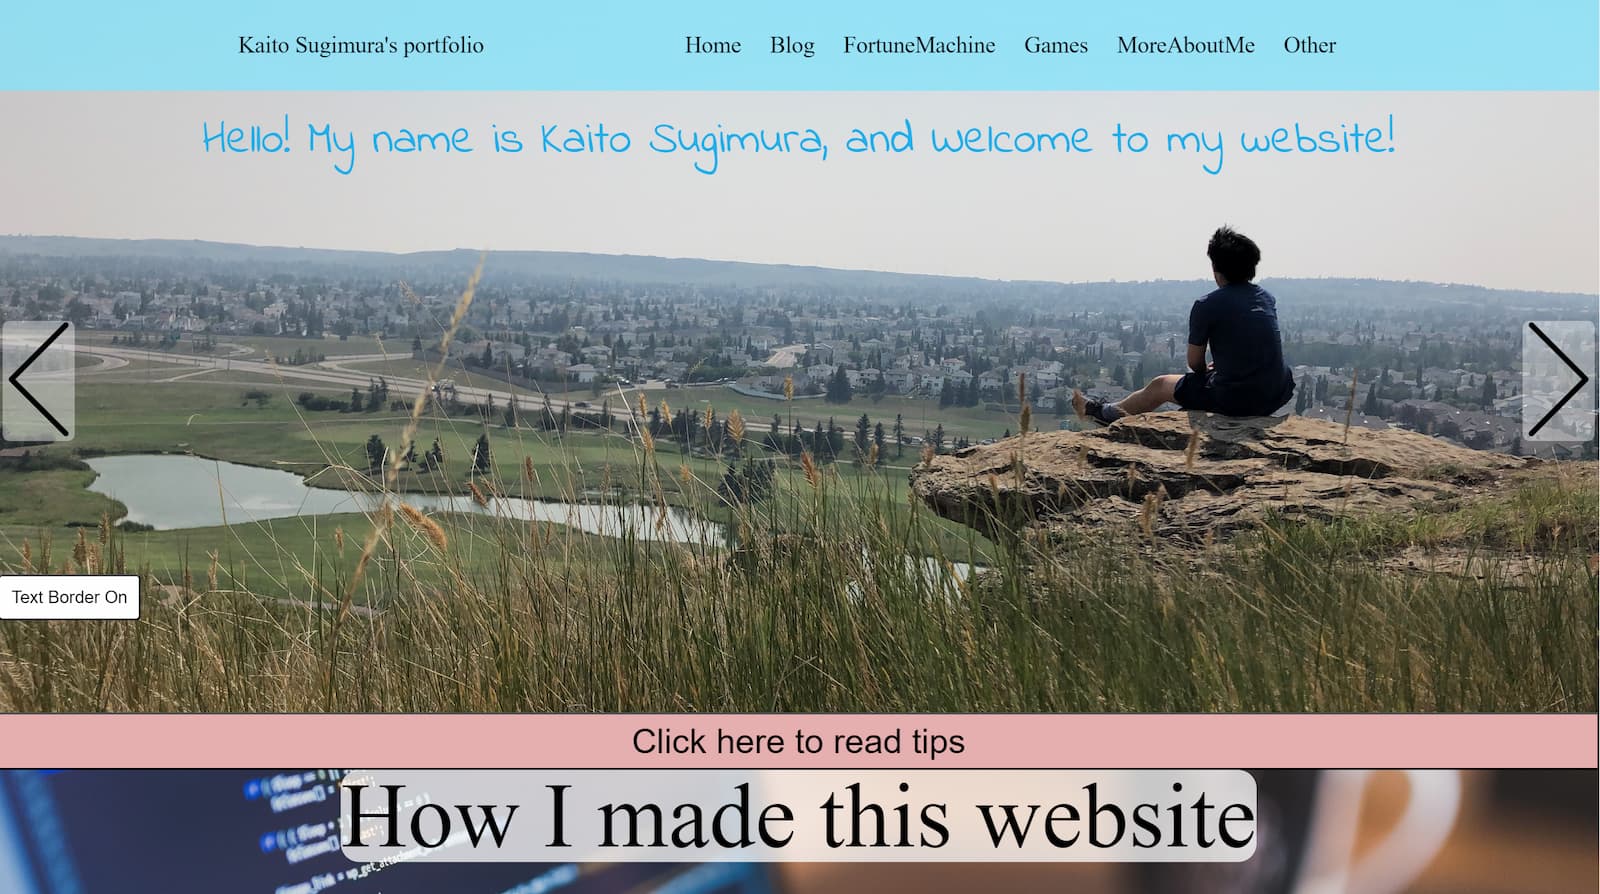 Kaito Sugimura's portfolio
Home Blog FortuneMachine Games MoreAboutMe Other
Hello! My name is Kaito Sugimura, and welcome to my website!
Text Border On
Click here to read tips
How I made this website